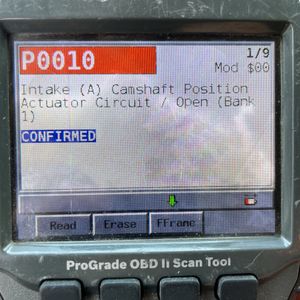 P0010 1/9
Mod $00
Intake (A) Camshaft Position
Actuator Circuit / Open (Bank
1)
CONFIRMED
Read Erase FFrame
ProGrade OBD II Scan Tool